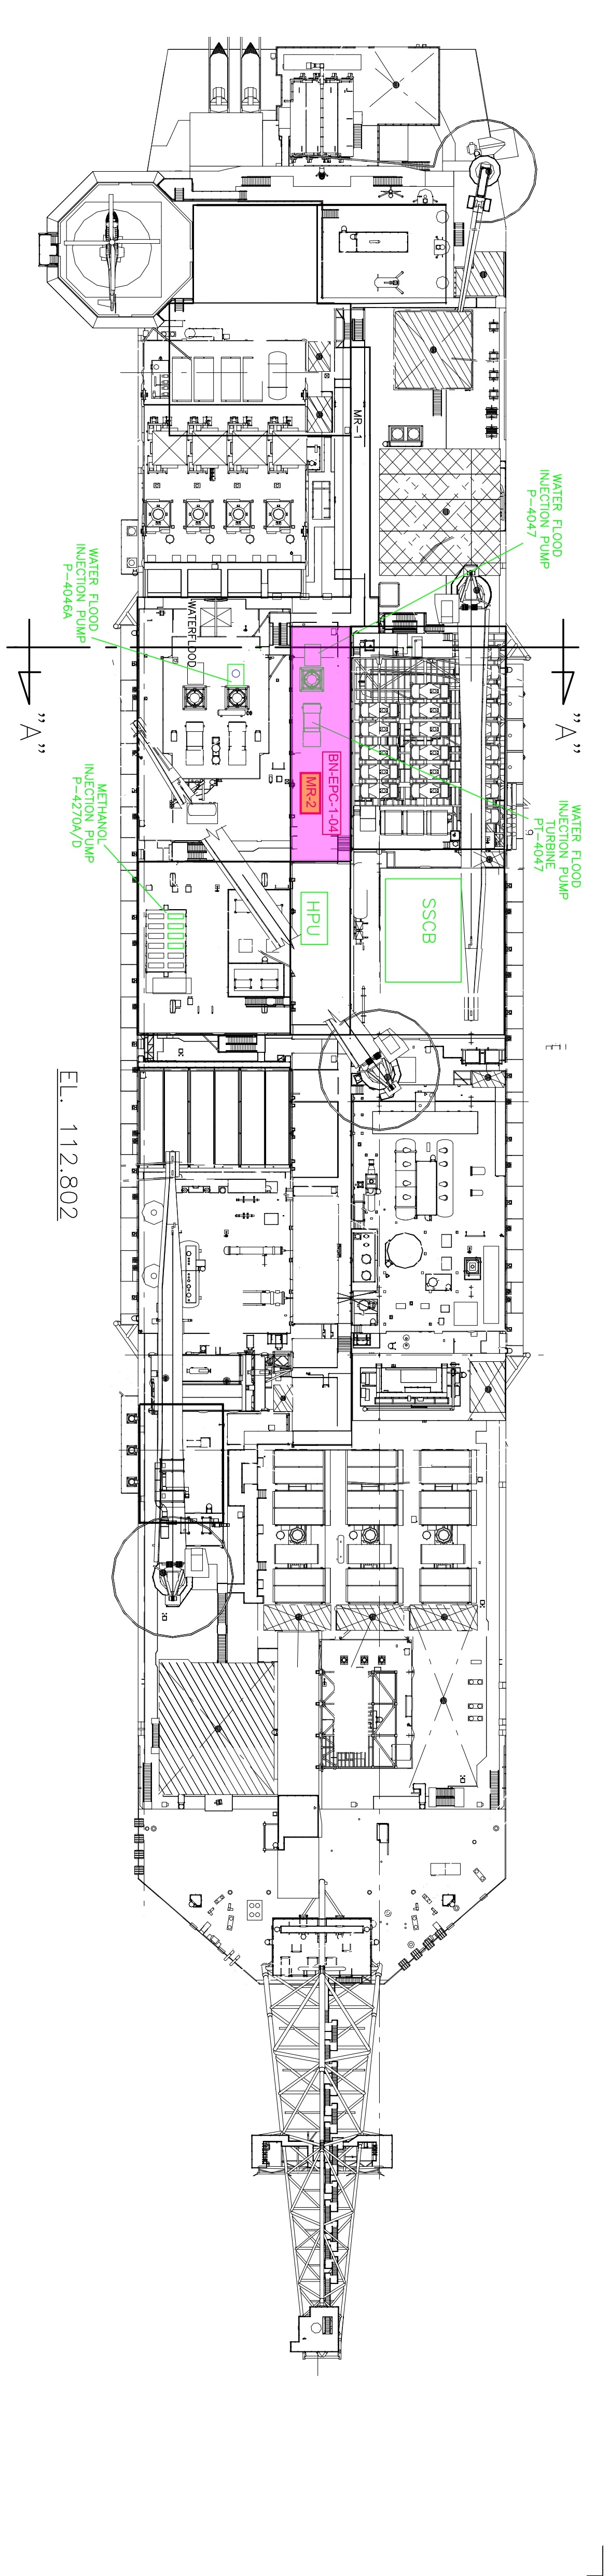 MR-1
WATER FLOOD
INJECTION PUMP
P-4047
WATER FLOOD
INJECTION PUMP
P-4046A
WATERFLOOD
"A"
"A"
BN-EPC-1-04
MR-2
WATER FLOOD
INJECTION PUMP
TURBINE
PT-4047
METHANOL
INJECTION PUMP
P-4270A/D
HPU
SSCB
EL. 112.802